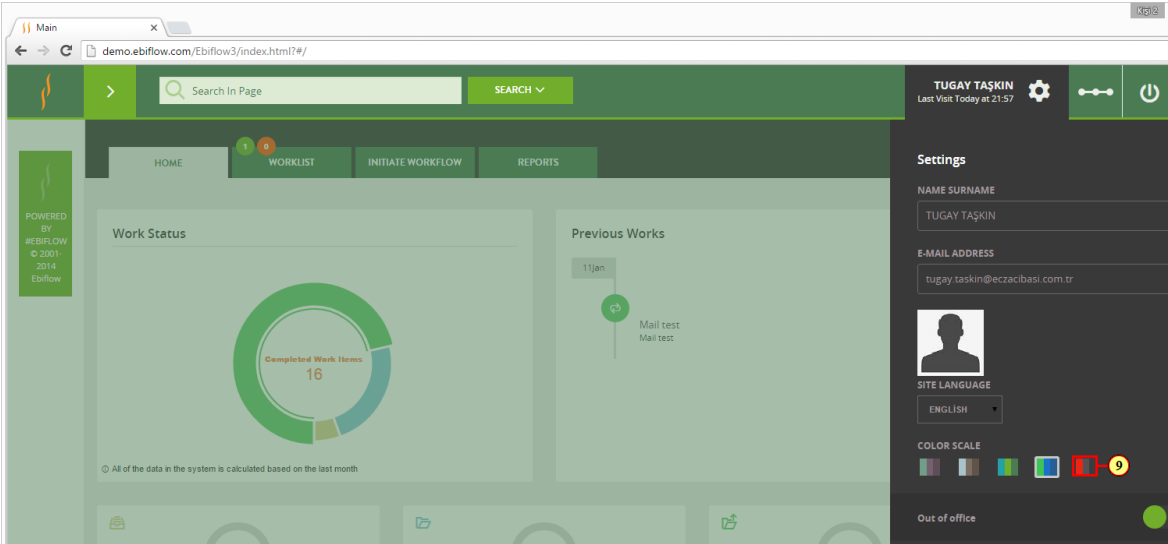 Kişi 2
Main
demo.ebiflow.com/Ebiflow3/index.html?#/
Search In Page
SEARCH
TUGAY TAŞKIN
Last Visit Today at 21:57
POWERED
BY
#EBIFLOW
© 2001-
2014
Ebiflow
HOME
1
0
WORKLIST
INITIATE WORKFLOW
REPORTS
Work Status
Completed Work Items
16
All of the data in the system is calculated based on the last month
Previous Works
11Jan
Mail test
Mail test
Settings
NAME SURNAME
TUGAY TAŞKIN
E-MAIL ADDRESS
tugay.taskin@eczacibasi.com.tr
SITE LANGUAGE
ENGLİSH
COLOR SCALE
9
Out of office